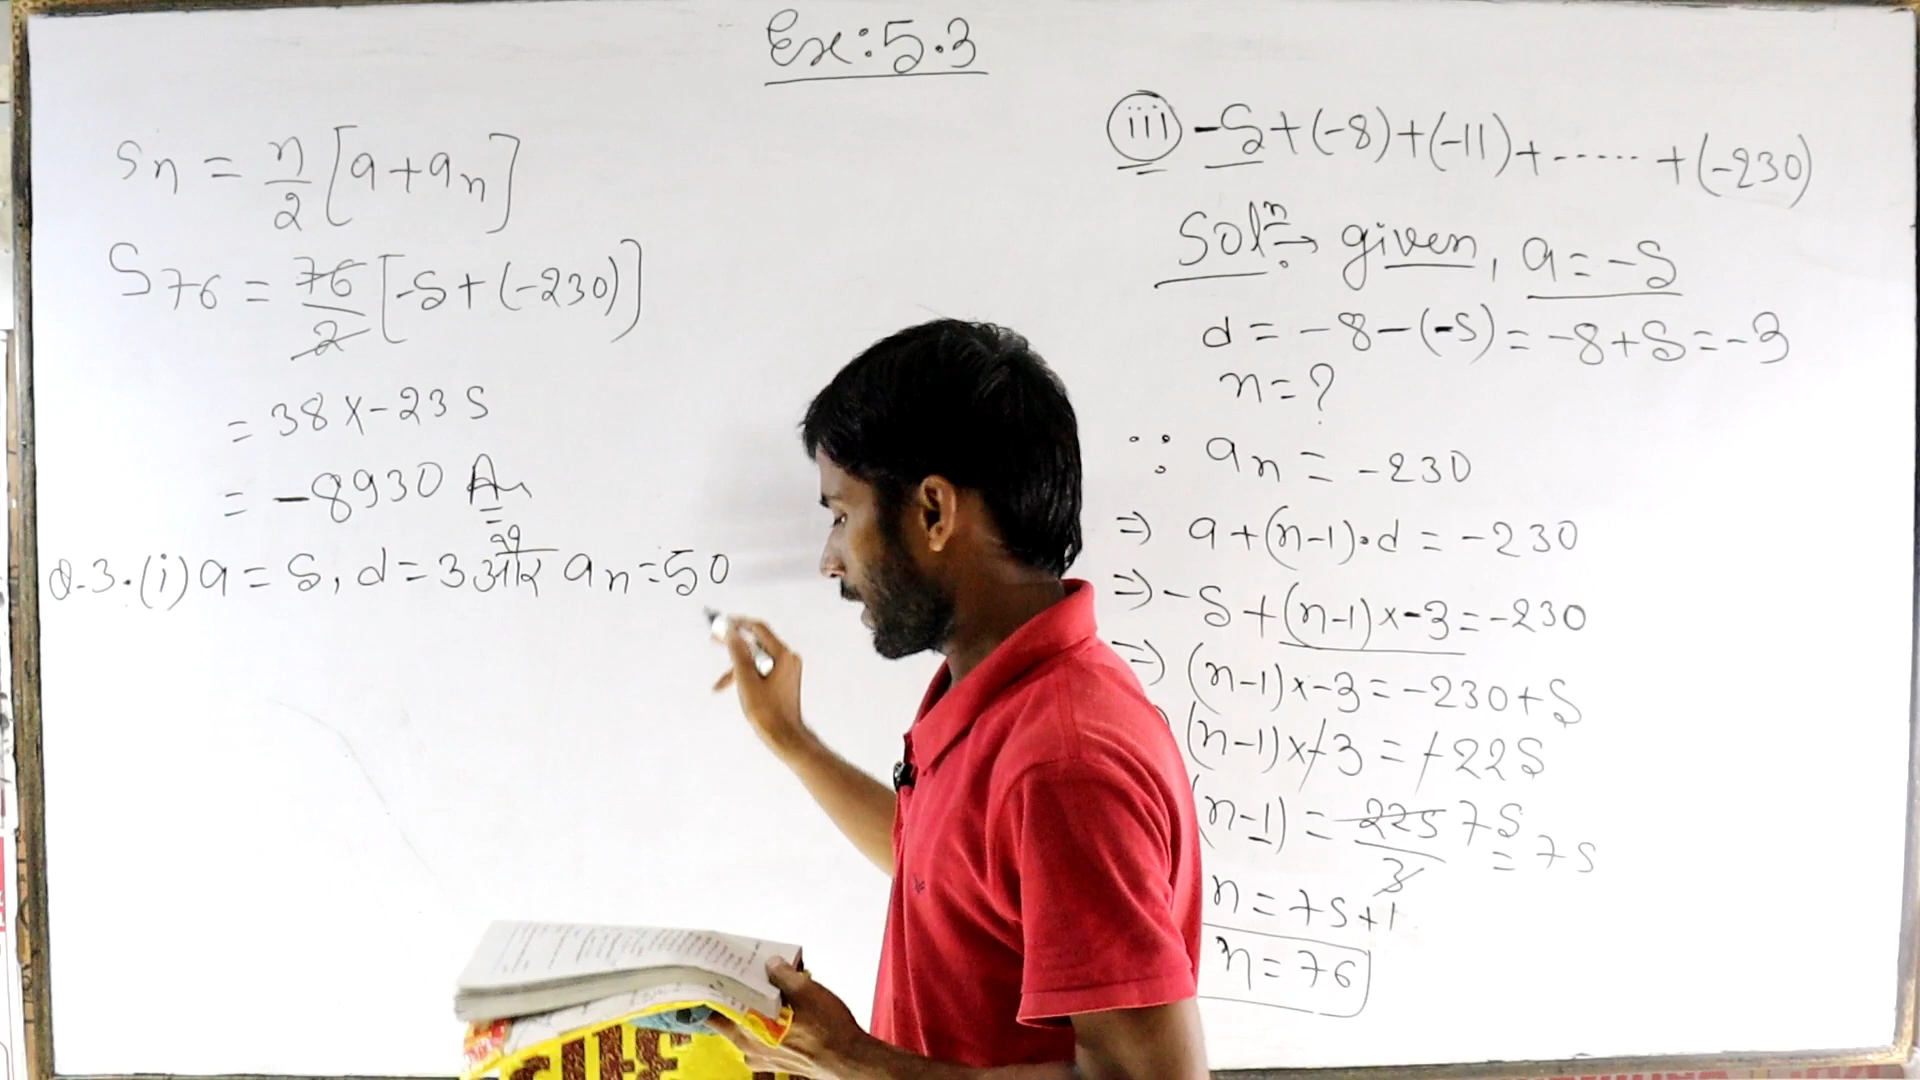 Ex:5.3
Sn = n/2 [a+an]
S76 = 76/2 [-5+(-230)]
= 38×-235
= -8930 Ans
Q.3.(i) a = 5, d = 3 और an = 50
(iii) -5+(-8)+(-11)+......+(-230)
Solⁿ:→ given, a = -5
d = -8-(-5) = -8+5 = -3
n = ?
∵ an = -230
⇒ a+(n-1).d = -230
⇒ -5+(n-1)×-3 = -230
⇒ (n-1)×-3 = -230+5
(n-1)×-3 = -225
(n-1) = 225/3 75 = 75
n = 75+1
n = 76